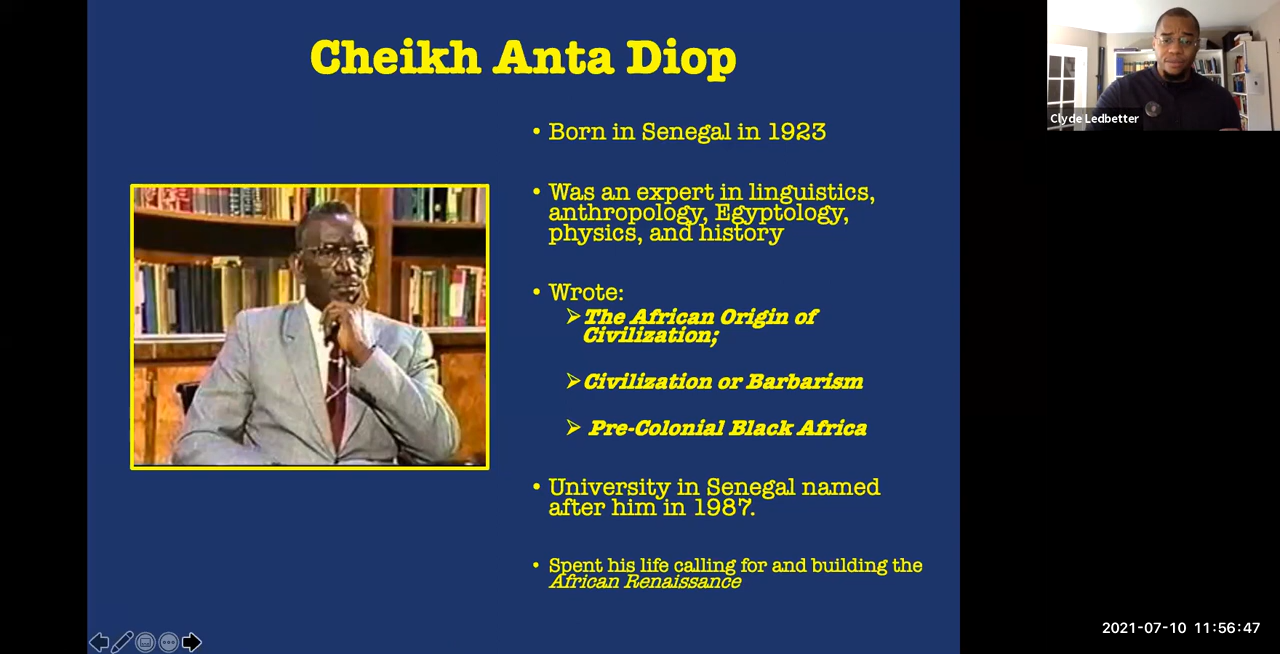 Cheikh Anta Diop
• Born in Senegal in 1923
• Was an expert in linguistics,
anthropology, Egyptology,
physics, and history
• Wrote:
➢The African Origin of
Civilization;
➢Civilization or Barbarism
➢ Pre-Colonial Black Africa
• University in Senegal named
after him in 1987.
• Spent his life calling for and building the
African Renaissance
Clyde Ledbetter
2021-07-10 11:56:47